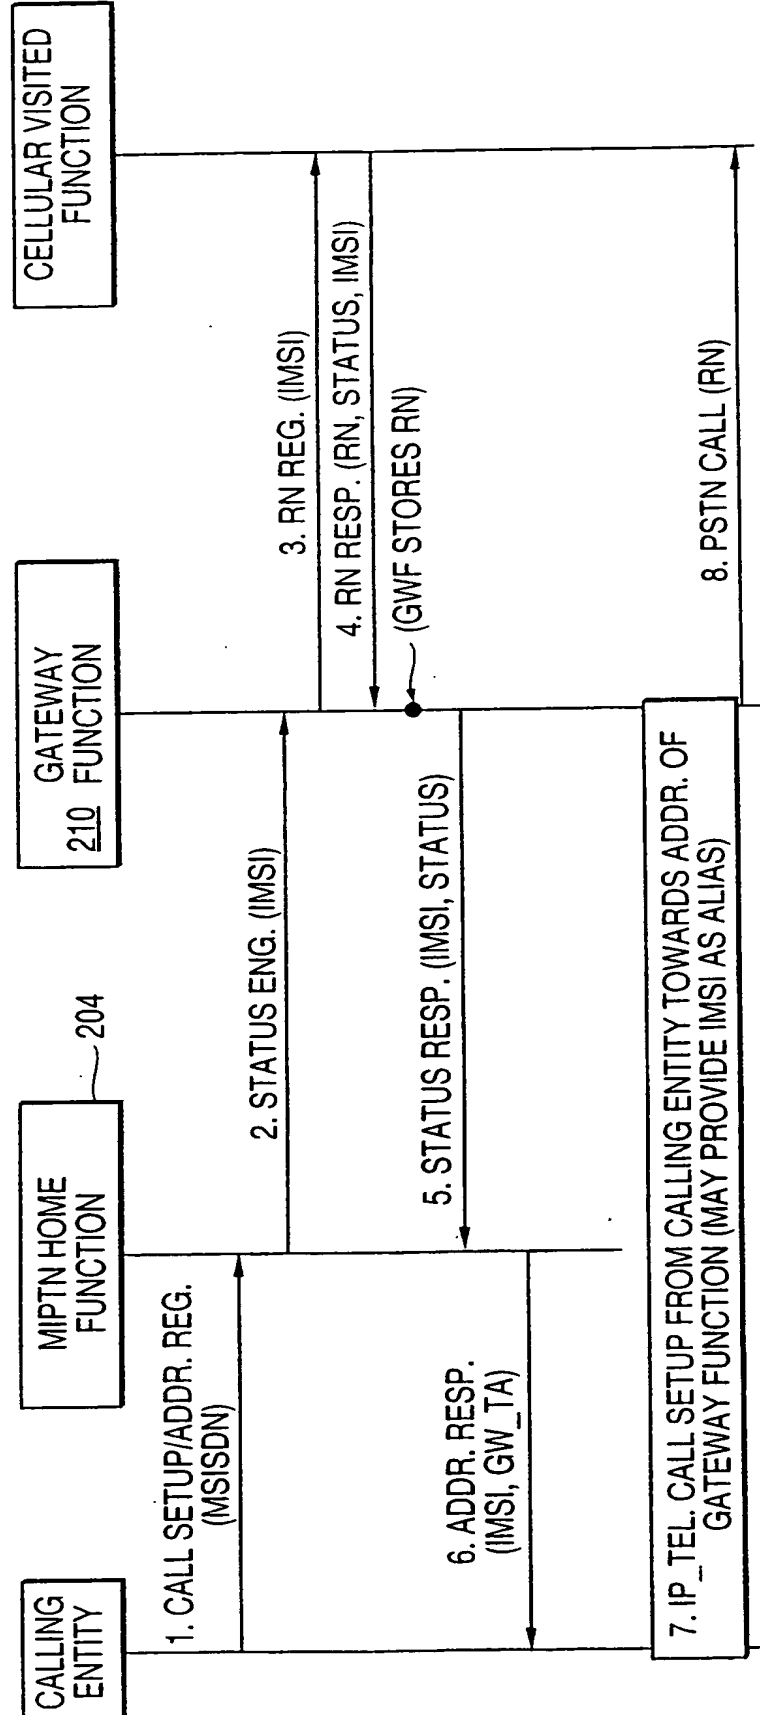 CALLING
ENTITY
MIPTN HOME
FUNCTION
204
GATEWAY
210 FUNCTION
CELLULAR VISITED
FUNCTION
1. CALL SETUP/ADDR. REG.
(MSISDN)
2. STATUS ENG. (IMSI)
3. RN REG. (IMSI)
4. RN RESP. (RN, STATUS, IMSI)
(GWF STORES RN)
5. STATUS RESP. (IMSI, STATUS)
6. ADDR. RESP.
(IMSI, GW_TA)
7. IP_TEL. CALL SETUP FROM CALLING ENTITY TOWARDS ADDR. OF
GATEWAY FUNCTION (MAY PROVIDE IMSI AS ALIAS)
8. PSTN CALL (RN)